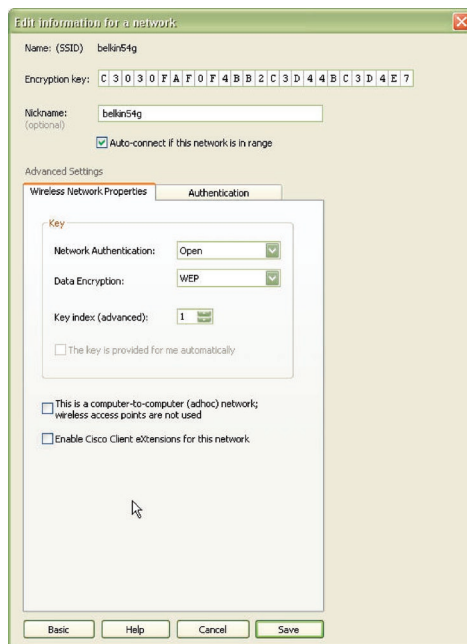 Edit information for a network
Name: (SSID) belkin54g
Encryption key: C 3 0 3 0 F A F 0 F 4 B B 2 C 3 D 4 4 B C 3 D 4 E 7
Nickname: belkin54g
(optional)
Auto-connect if this network is in range
Advanced Settings
Wireless Network Properties Authentication
Key
Network Authentication: Open
Data Encryption: WEP
Key index (advanced): 1
The key is provided for me automatically
This is a computer-to-computer (adhoc) network;
wireless access points are not used
Enable Cisco Client eXtensions for this network
Basic Help Cancel Save